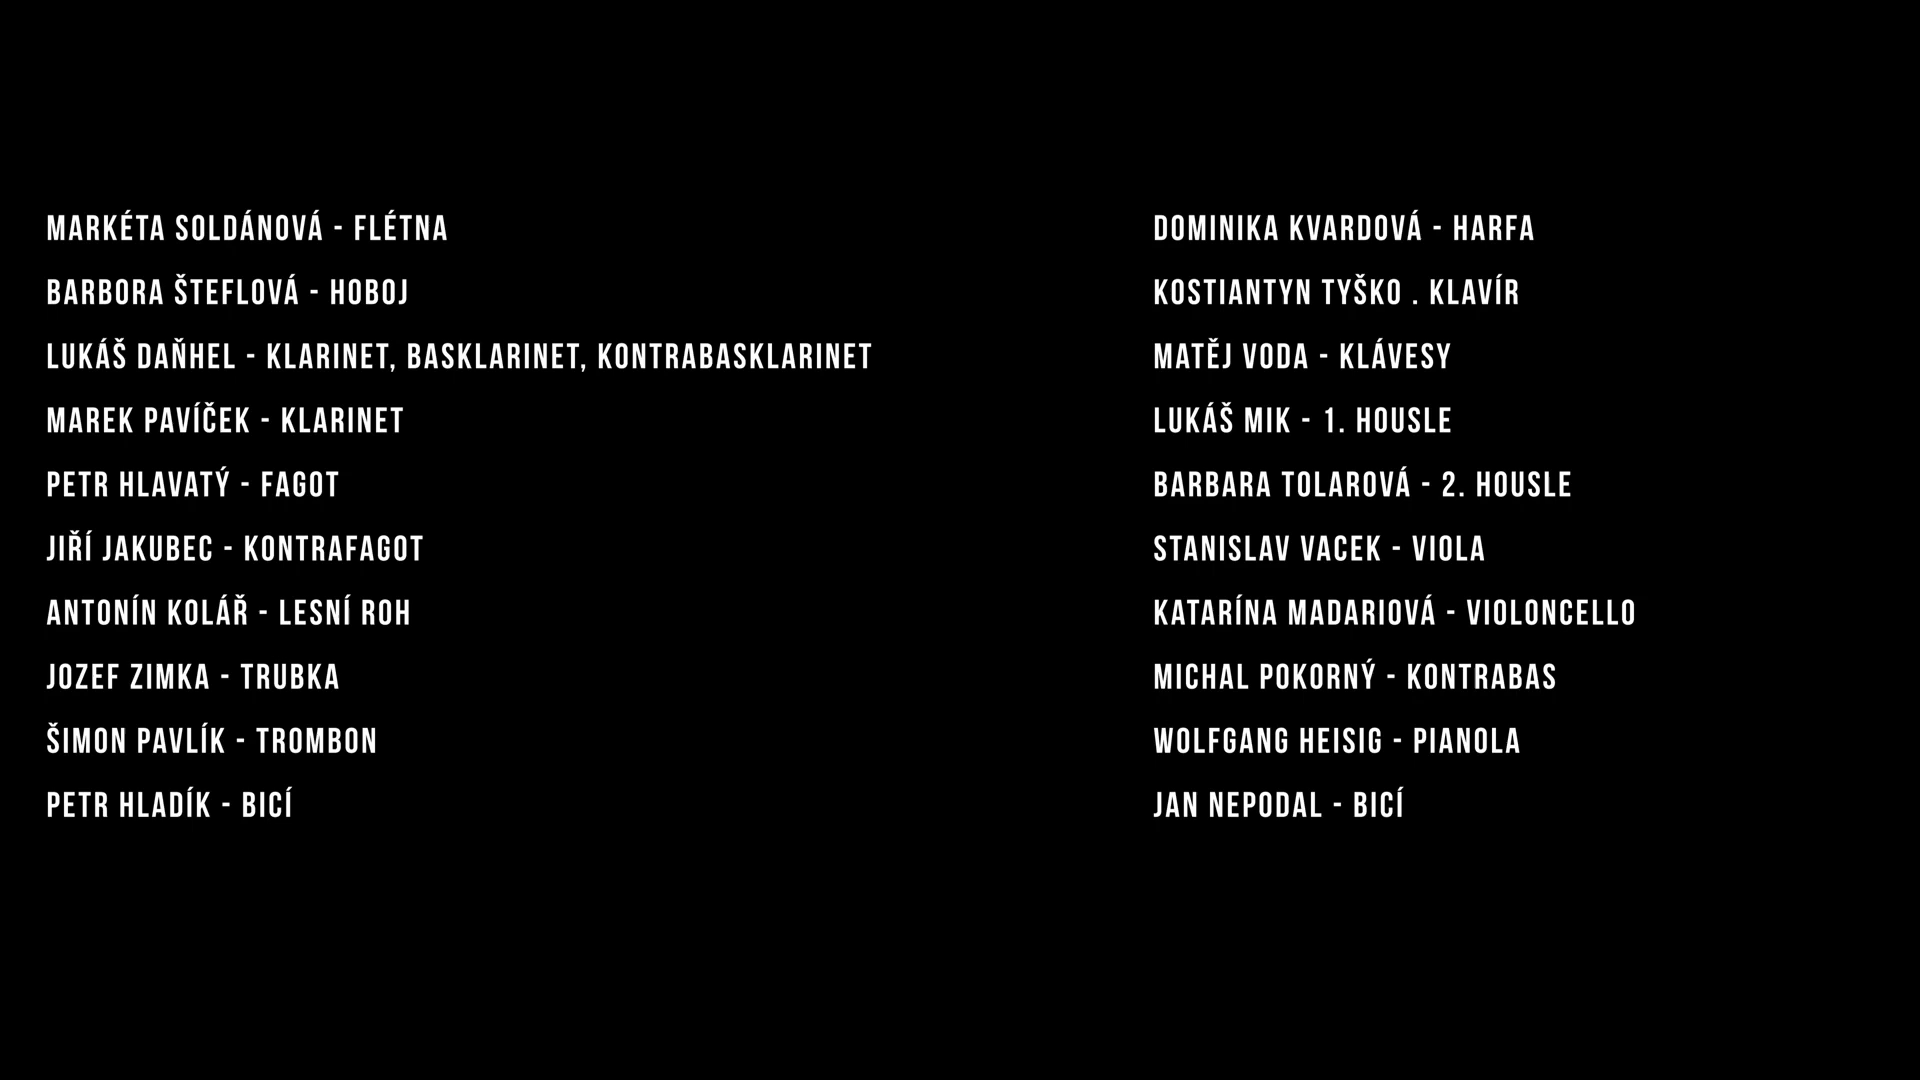 MARKÉTA SOLDÁNOVÁ - FLÉTNA
BARBORA ŠTEFLOVÁ - HOBOJ
LUKÁŠ DAŇHEL - KLARINET, BASKLARINET, KONTRABASKLARINET
MAREK PAVÍČEK - KLARINET
PETR HLAVATÝ - FAGOT
JIŘÍ JAKUBEC - KONTRAFAGOT
ANTONÍN KOLÁŘ - LESNÍ ROH
JOZEF ZIMKA - TRUBKA
ŠIMON PAVLÍK - TROMBON
PETR HLADÍK - BICÍ
DOMINIKA KVARDOVÁ - HARFA
KOSTIANTYN TYŠKO . KLAVÍR
MATĚJ VODA - KLÁVESY
LUKÁŠ MIK - 1. HOUSLE
BARBARA TOLAROVÁ - 2. HOUSLE
STANISLAV VACEK - VIOLA
KATARÍNA MADARIOVÁ - VIOLONCELLO
MICHAL POKORNÝ - KONTRABAS
WOLFGANG HEISIG - PIANOLA
JAN NEPODAL - BICÍ